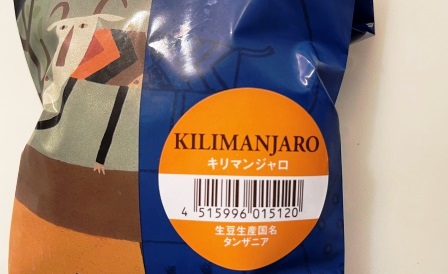 KILIMANJARO
キリマンジャロ
4 515996 015120
生豆生産国名
タンザニア